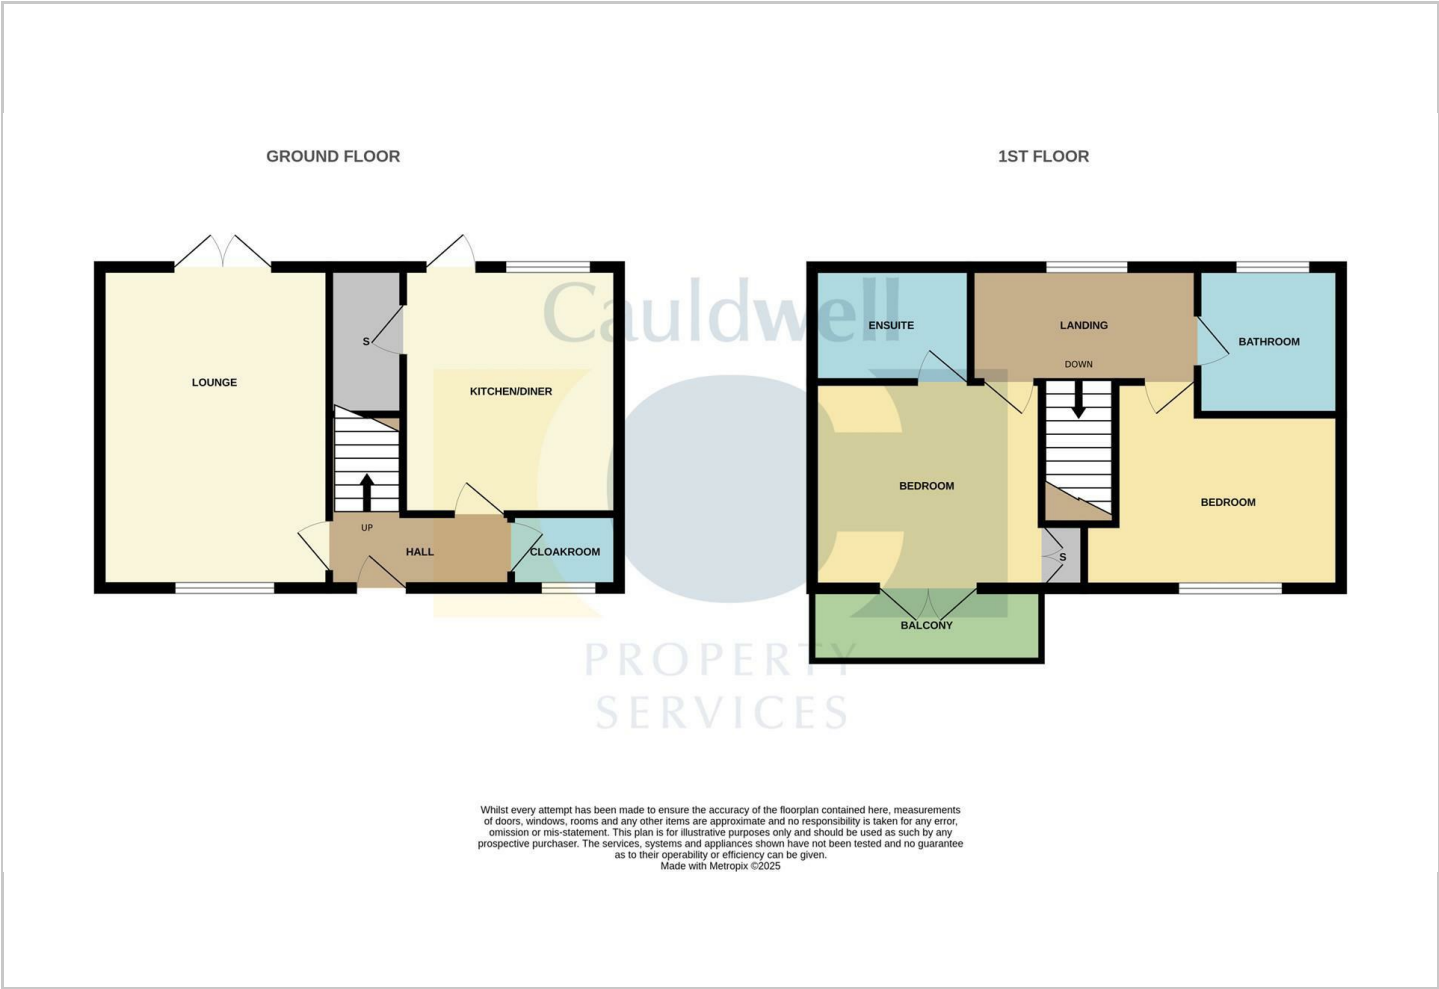 GROUND FLOOR
1ST FLOOR
LOUNGE
S
KITCHEN/DINER
UP
HALL
CLOAKROOM
ENSUITE
LANDING
DOWN
BATHROOM
BEDROOM
BEDROOM
S
BALCONY
Cauldwell
PROPERTY
SERVICES
Whilst every attempt has been made to ensure the accuracy of the floorplan contained here, measurements
of doors, windows, rooms and any other items are approximate and no responsibility is taken for any error,
omission or mis-statement. This plan is for illustrative purposes only and should be used as such by any
prospective purchaser. The services, systems and appliances shown have not been tested and no guarantee
as to their operability or efficiency can be given.
Made with Metropix ©2025